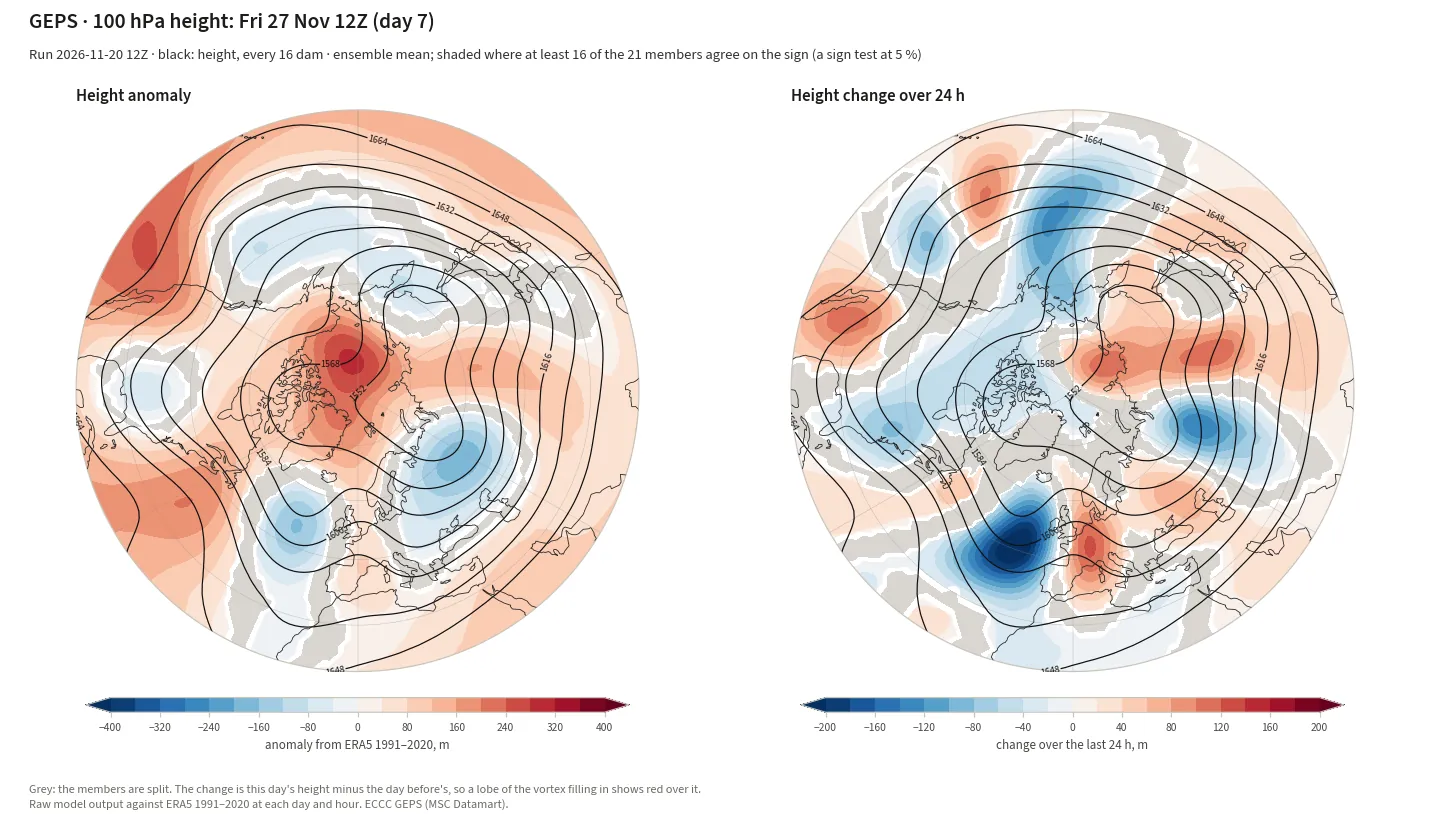 GEPS · 100 hPa height: Fri 27 Nov 12Z (day 7)
Run 2026-11-20 12Z · black: height, every 16 dam · ensemble mean; shaded where at least 16 of the 21 members agree on the sign (a sign test at 5 %)
Height anomaly
Height change over 24 h
1664
1632
1648
1568
1552
1616
1584
1648
1664
1632
1648
1568
1552
1616
1584
1648
−400 −320 −240 −160 −80 0 80 160 240 320 400
anomaly from ERA5 1991–2020, m
−200 −160 −120 −80 −40 0 40 80 120 160 200
change over the last 24 h, m
Grey: the members are split. The change is this day's height minus the day before's, so a lobe of the vortex filling in shows red over it.
Raw model output against ERA5 1991–2020 at each day and hour. ECCC GEPS (MSC Datamart).